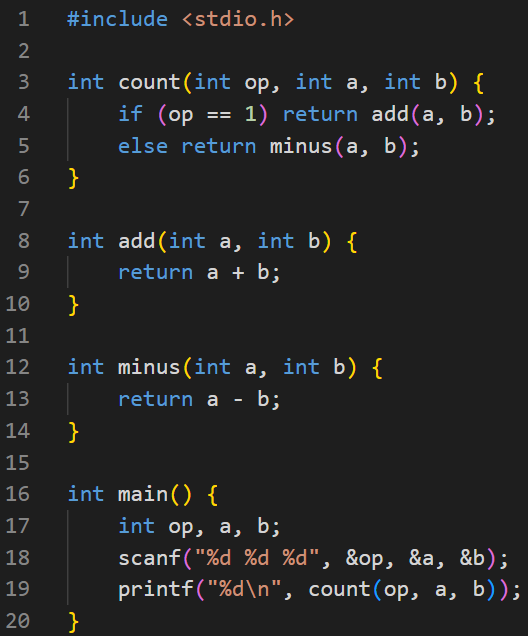 1 #include <stdio.h>
2
3 int count(int op, int a, int b) {
4     if (op == 1) return add(a, b);
5     else return minus(a, b);
6 }
7
8 int add(int a, int b) {
9     return a + b;
10 }
11
12 int minus(int a, int b) {
13     return a - b;
14 }
15
16 int main() {
17     int op, a, b;
18     scanf("%d %d %d", &op, &a, &b);
19     printf("%d\n", count(op, a, b));
20 }